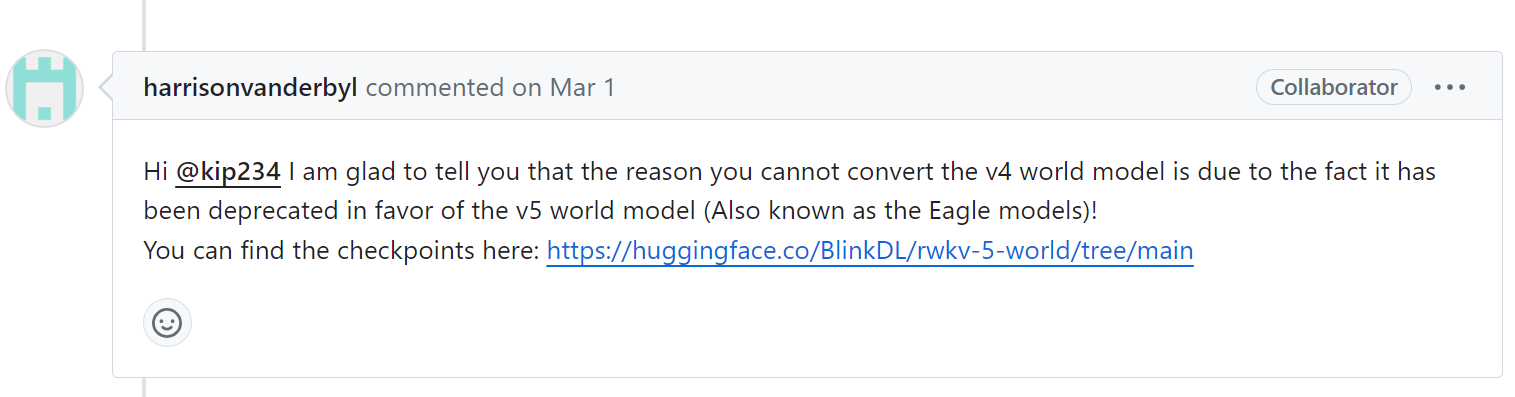 harrisonvanderbyl commented on Mar 1 Collaborator
Hi @kip234 I am glad to tell you that the reason you cannot convert the v4 world model is due to the fact it has
been deprecated in favor of the v5 world model (Also known as the Eagle models)!
You can find the checkpoints here: https://huggingface.co/BlinkDL/rwkv-5-world/tree/main